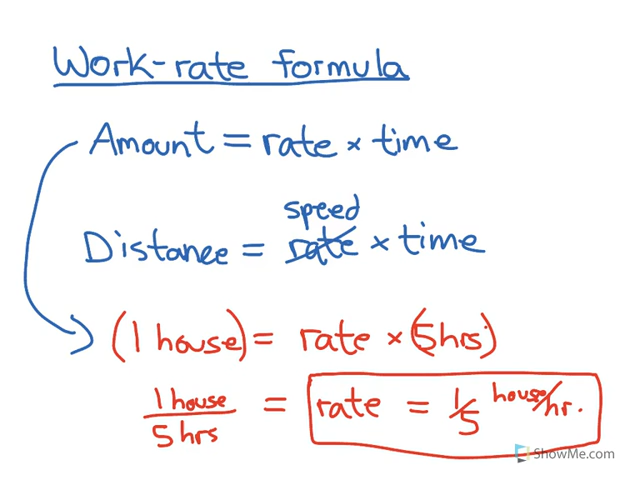 Work-rate formula
Amount = rate × time
speed
Distance = rate × time
(1 house) = rate × (5hrs)
1 house / 5 hrs = rate = 1/5 house/hr.
ShowMe.com